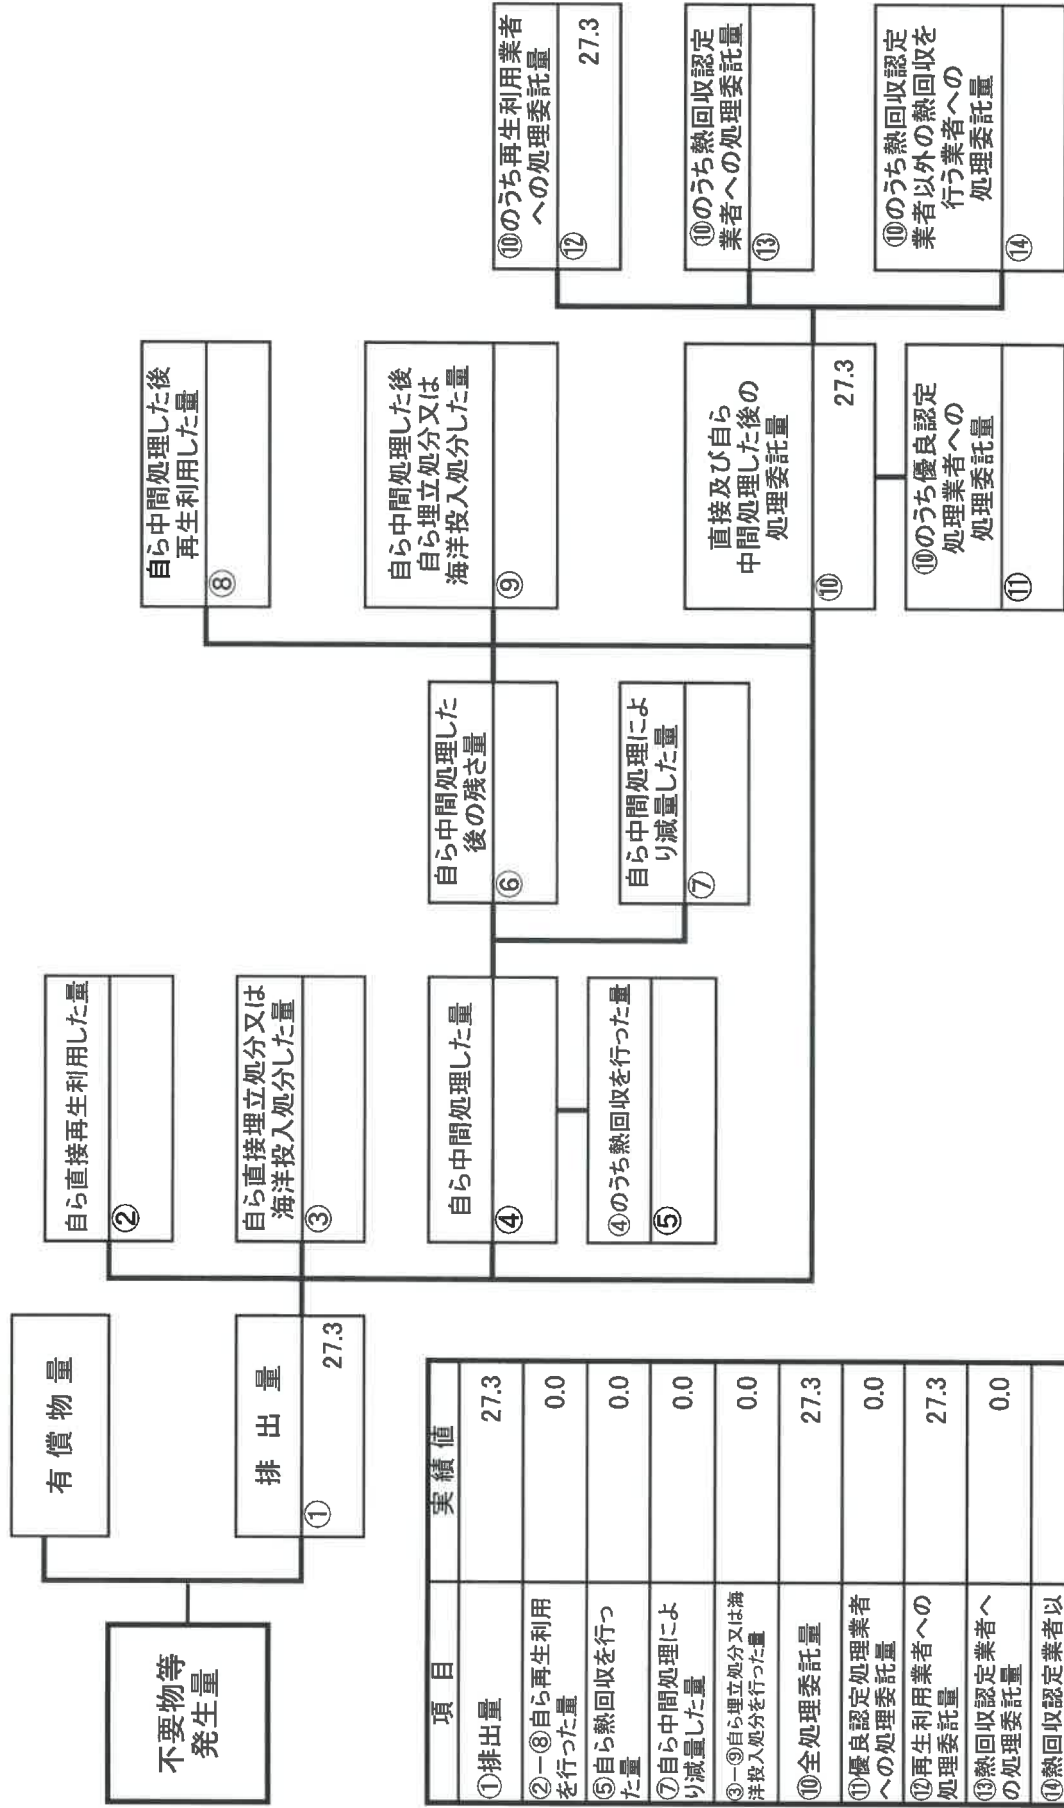 不要物等
発生量
有償物量
排出量
①
27.3
自ら直接再生利用した量
②
自ら直接埋立処分又は
海洋投入処分した量
③
自ら中間処理した量
④
④のうち熱回収を行った量
⑤
自ら中間処理した
後の残さ量
⑥
自ら中間処理によ
り減量した量
⑦
自ら中間処理した後
再生利用した量
⑧
自ら中間処理した後
自ら埋立処分又は
海洋投入処分した量
⑨
直接及び自ら
中間処理した後の
処理委託量
⑩
27.3
⑩のうち優良認定
処理業者への
処理委託量
⑪
⑩のうち再生利用業者
への処理委託量
⑫
27.3
⑩のうち熱回収認定
業者への処理委託量
⑬
⑩のうち熱回収認定
業者以外の熱回収を
行う業者への
処理委託量
⑭
項目 実績値
①排出量 27.3
②ー⑧自ら再生利用
を行った量 0.0
⑤自ら熱回収を行っ
た量 0.0
⑦自ら中間処理によ
り減量した量 0.0
③ー⑨自ら埋立処分又は海
洋投入処分を行った量 0.0
⑩全処理委託量 27.3
⑪優良認定処理業者
への処理委託量 0.0
⑫再生利用業者への
処理委託量 27.3
⑬熱回収認定業者へ
の処理委託量 0.0
⑭熱回収認定業者以